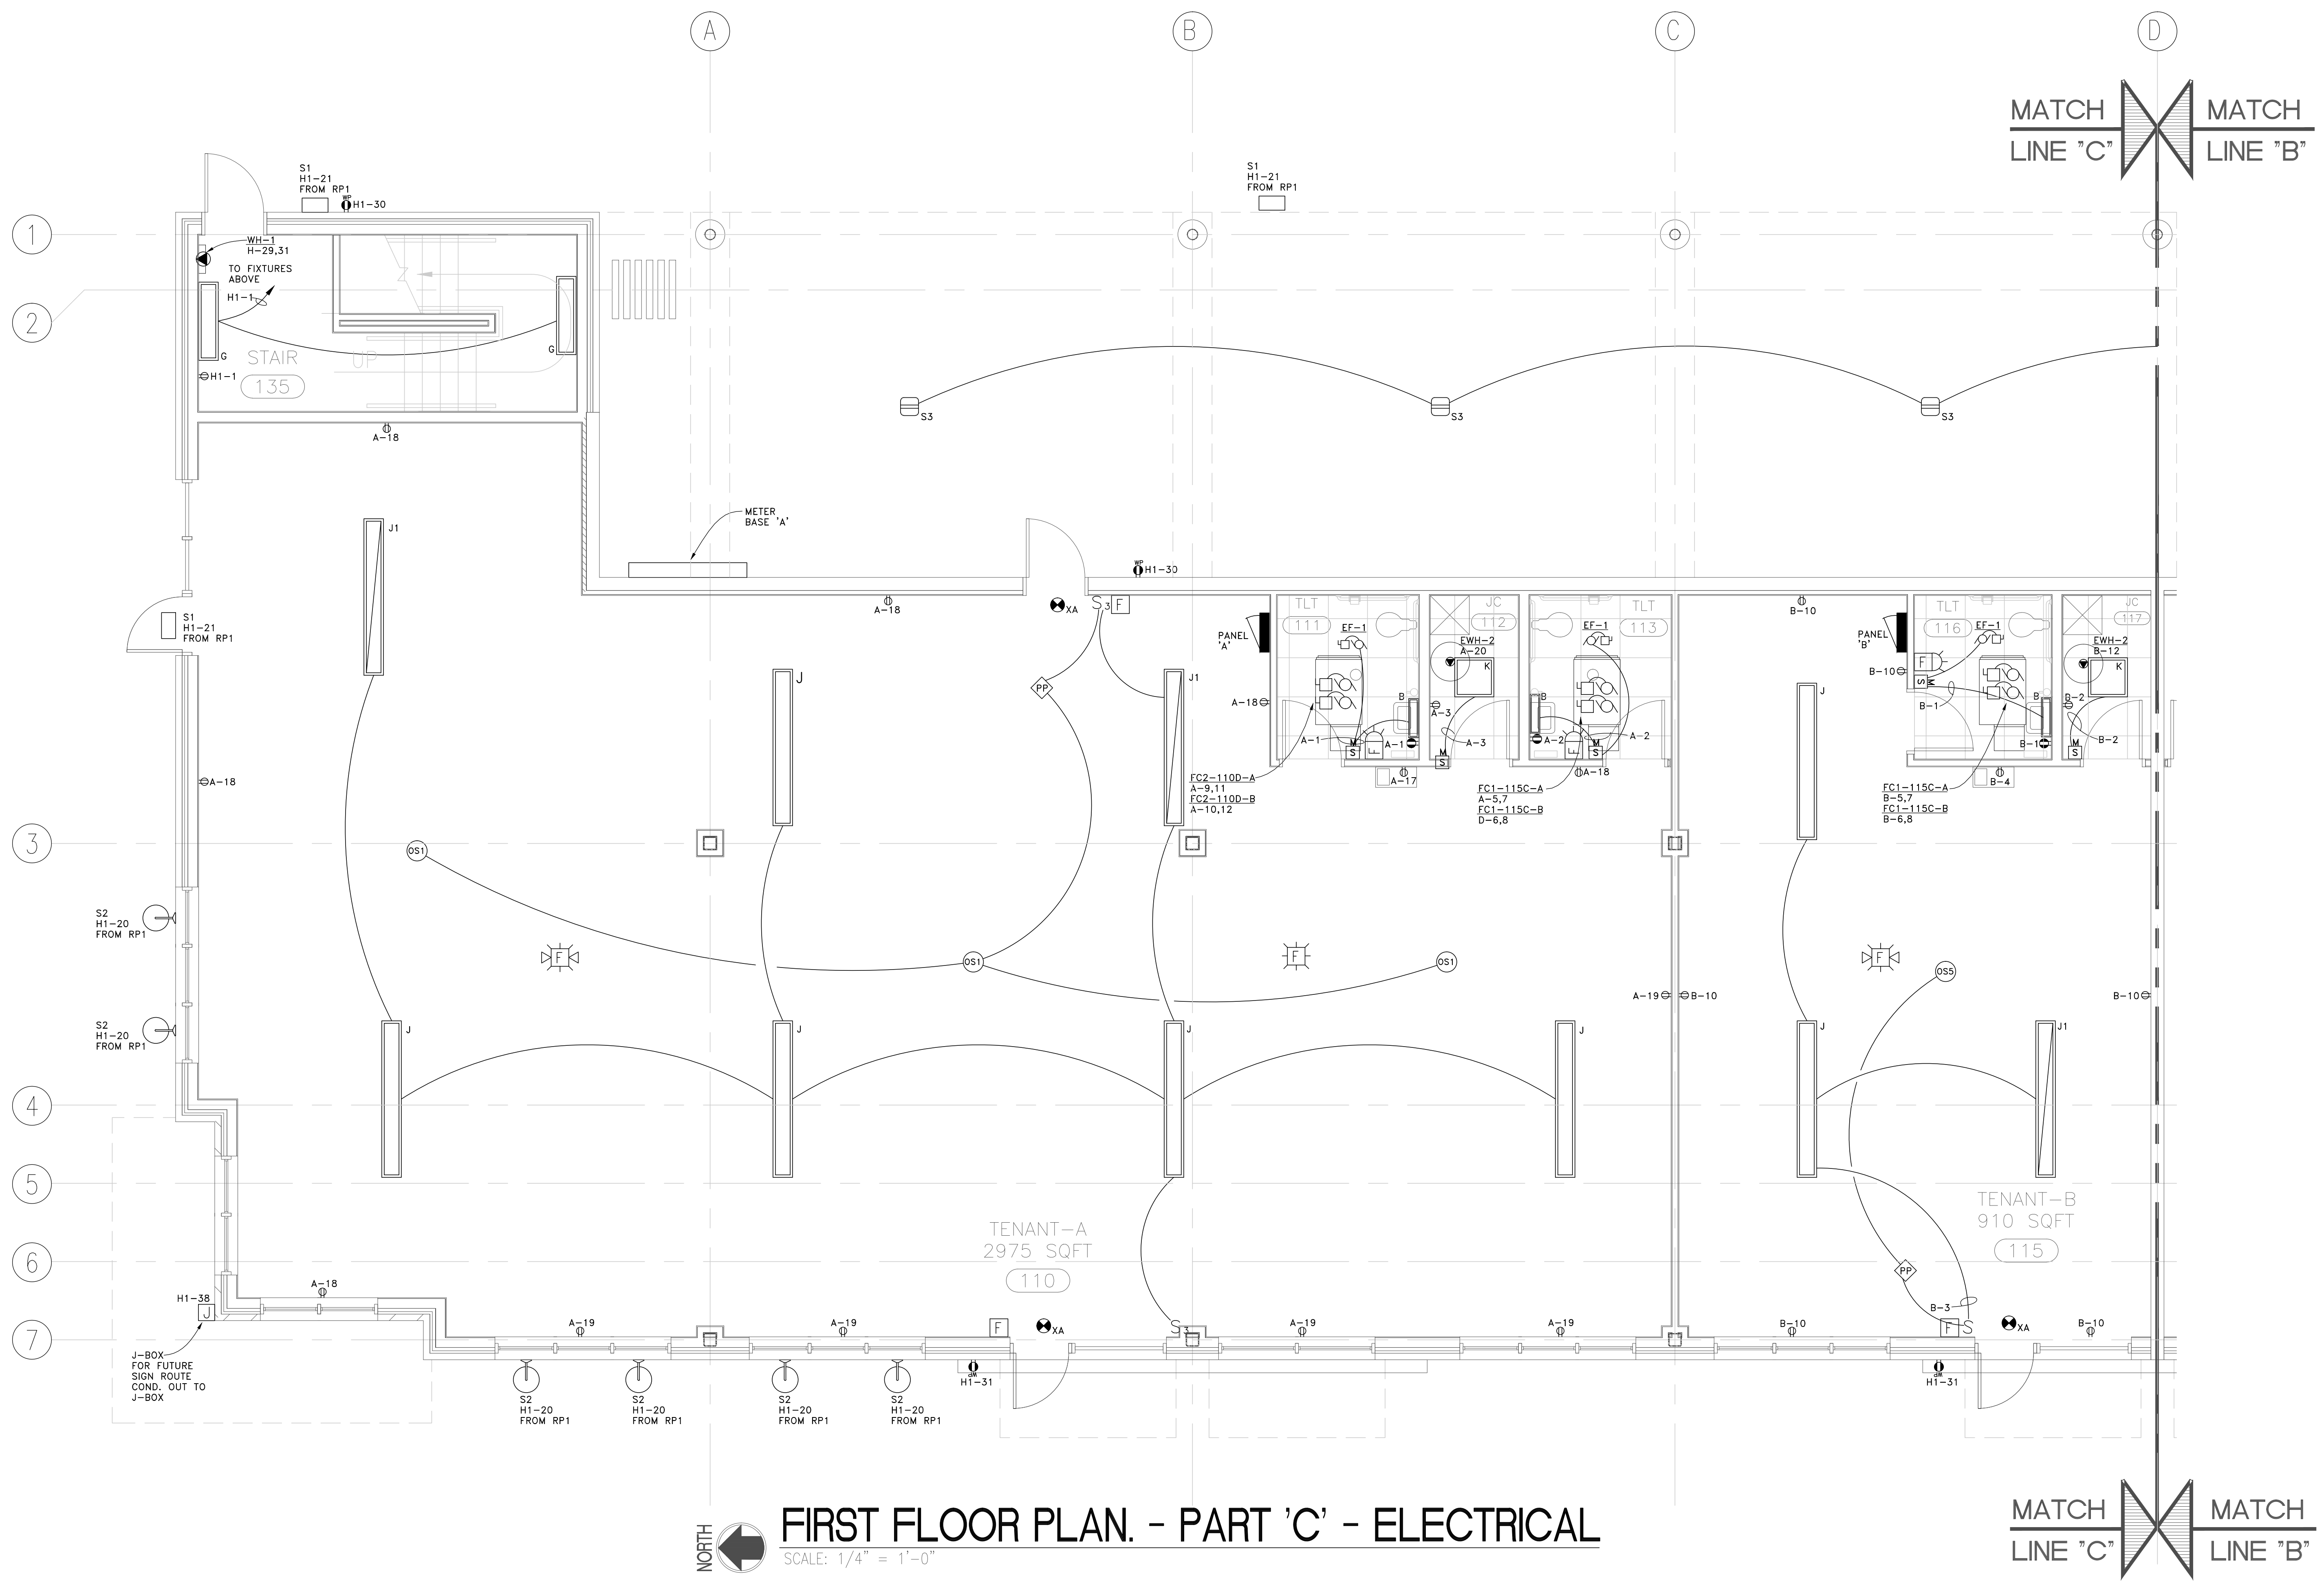 A
B
C
D
MATCH
LINE "C"
MATCH
LINE "B"
S1
H1-21
FROM RP1
WP
H1-30
S1
H1-21
FROM RP1
1
WH-1
H-29,31
TO FIXTURES
ABOVE
H1-1
2
G
G
STAIR
UP
135
H1-1
S3
S3
S3
A-18
METER
BASE 'A'
J1
WP
H1-30
S1
H1-21
FROM RP1
A-18
XA
S3
F
PANEL
'A'
TLT
111
EF-1
JC
112
EWH-2
A-20
K
EF-1
TLT
113
B-10
PANEL
'B'
TLT
116
EF-1
JC
117
EWH-2
B-12
K
J
PP
J1
A-18
B
A-3
B
B-10
F
S
M
B-1
B
B-2
J
A-1
M
S
F
A-1
M
S
A-3
A-2
F
M
S
A-2
B-1
M
S
B-2
A-18
FC2-110D-A
A-9,11
FC2-110D-B
A-10,12
A-17
A-18
FC1-115C-A
A-5,7
FC1-115C-B
D-6,8
B-4
FC1-115C-A
B-5,7
FC1-115C-B
B-6,8
3
OS1
S2
H1-20
FROM RP1
F
OS1
F
OS1
F
OS5
A-19
B-10
B-10
S2
H1-20
FROM RP1
J
J
J
J
J
J1
4
5
TENANT-A
2975 SQFT
110
TENANT-B
910 SQFT
115
6
PP
A-18
H1-38
J
B-3
7
A-19
A-19
F
XA
S3
A-19
A-19
B-10
F
S
XA
B-10
J-BOX
FOR FUTURE
SIGN ROUTE
COND. OUT TO
J-BOX
WP
H1-31
WP
H1-31
S2
H1-20
FROM RP1
S2
H1-20
FROM RP1
S2
H1-20
FROM RP1
S2
H1-20
FROM RP1
NORTH
FIRST FLOOR PLAN. - PART 'C' - ELECTRICAL
SCALE: 1/4" = 1'-0"
MATCH
LINE "C"
MATCH
LINE "B"